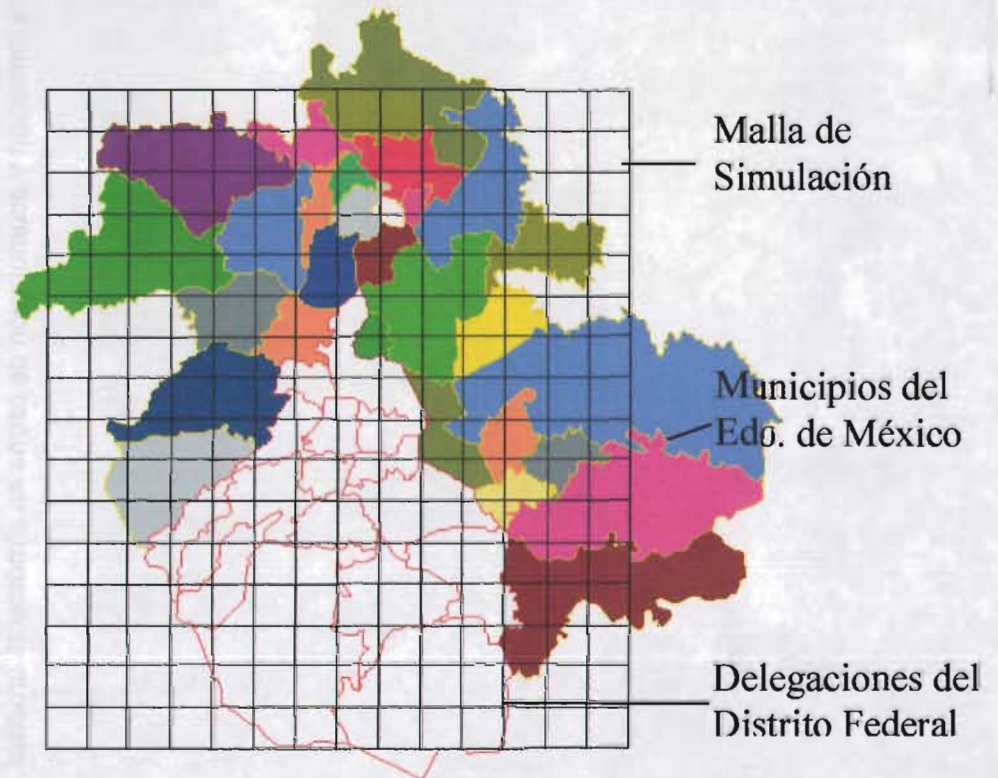 Malla de
Simulación
Municipios del
Edo. de México
Delegaciones del
Distrito Federal